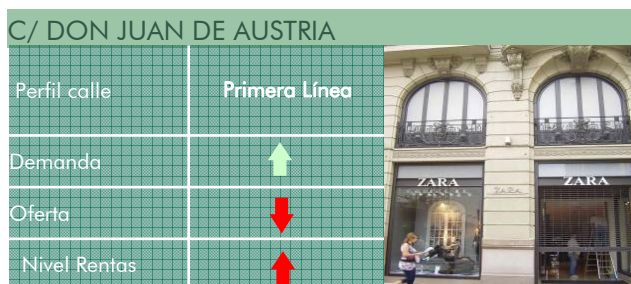 C/ DON JUAN DE AUSTRIA
Perfil calle
Primera Línea
Demanda
Oferta
Nivel Rentas
ZARA
ZARA
ZARA